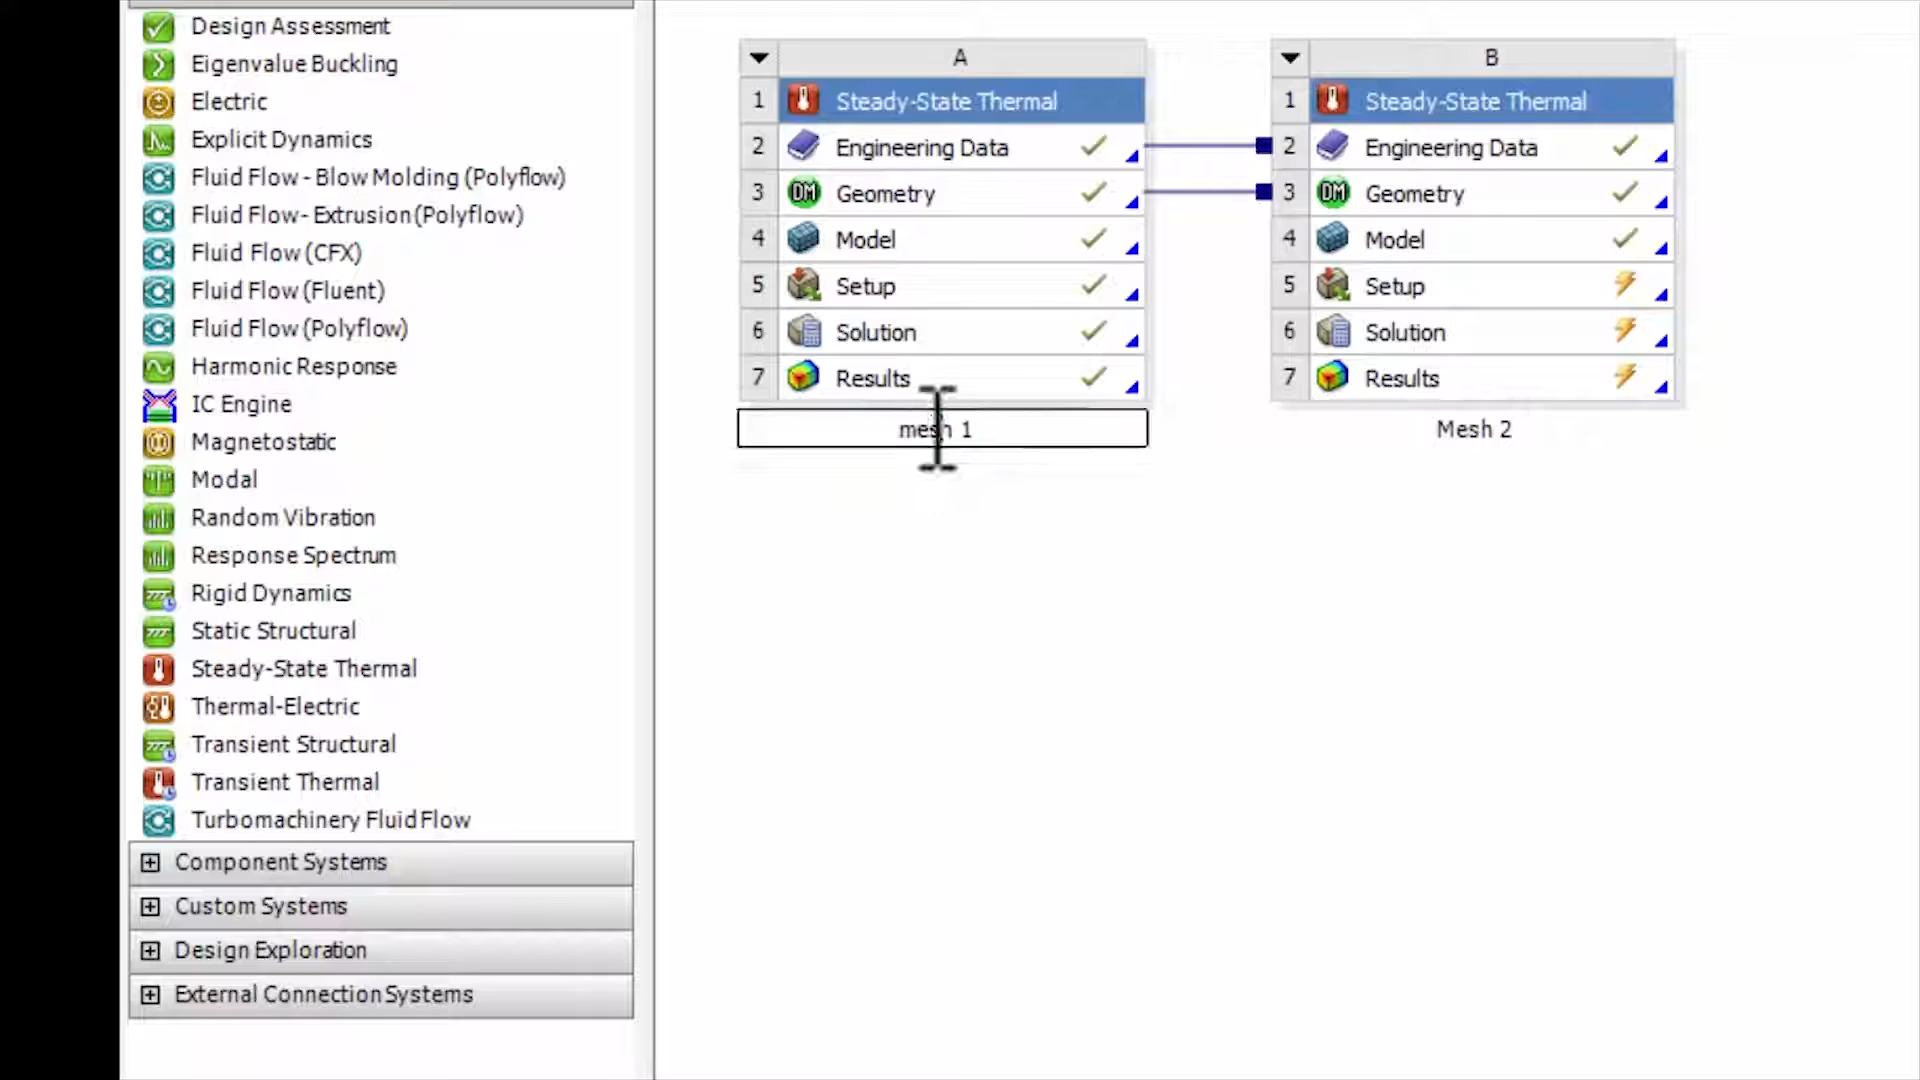 Design Assessment
Eigenvalue Buckling
Electric
Explicit Dynamics
Fluid Flow - Blow Molding (Polyflow)
Fluid Flow - Extrusion (Polyflow)
Fluid Flow (CFX)
Fluid Flow (Fluent)
Fluid Flow (Polyflow)
Harmonic Response
IC Engine
Magnetostatic
Modal
Random Vibration
Response Spectrum
Rigid Dynamics
Static Structural
Steady-State Thermal
Thermal-Electric
Transient Structural
Transient Thermal
Turbomachinery Fluid Flow
Component Systems
Custom Systems
Design Exploration
External Connection Systems
A
1 Steady-State Thermal
2 Engineering Data
3 DM Geometry
4 Model
5 Setup
6 Solution
7 Results
mesh 1
B
1 Steady-State Thermal
2 Engineering Data
3 DM Geometry
4 Model
5 Setup
6 Solution
7 Results
Mesh 2